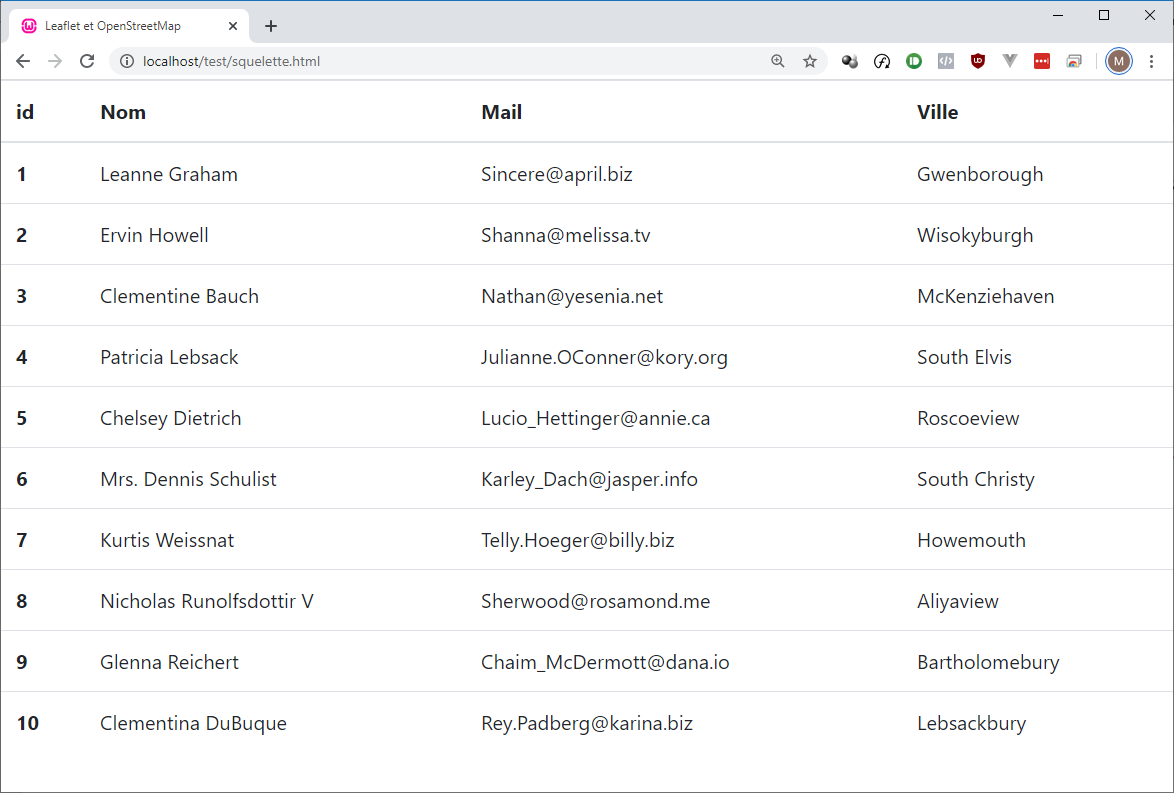 Leaflet et OpenStreetMap
localhost/test/squelette.html
M
id Nom Mail Ville
1 Leanne Graham Sincere@april.biz Gwenborough
2 Ervin Howell Shanna@melissa.tv Wisokyburgh
3 Clementine Bauch Nathan@yesenia.net McKenziehaven
4 Patricia Lebsack Julianne.OConner@kory.org South Elvis
5 Chelsey Dietrich Lucio_Hettinger@annie.ca Roscoeview
6 Mrs. Dennis Schulist Karley_Dach@jasper.info South Christy
7 Kurtis Weissnat Telly.Hoeger@billy.biz Howemouth
8 Nicholas Runolfsdottir V Sherwood@rosamond.me Aliyaview
9 Glenna Reichert Chaim_McDermott@dana.io Bartholomebury
10 Clementina DuBuque Rey.Padberg@karina.biz Lebsackbury